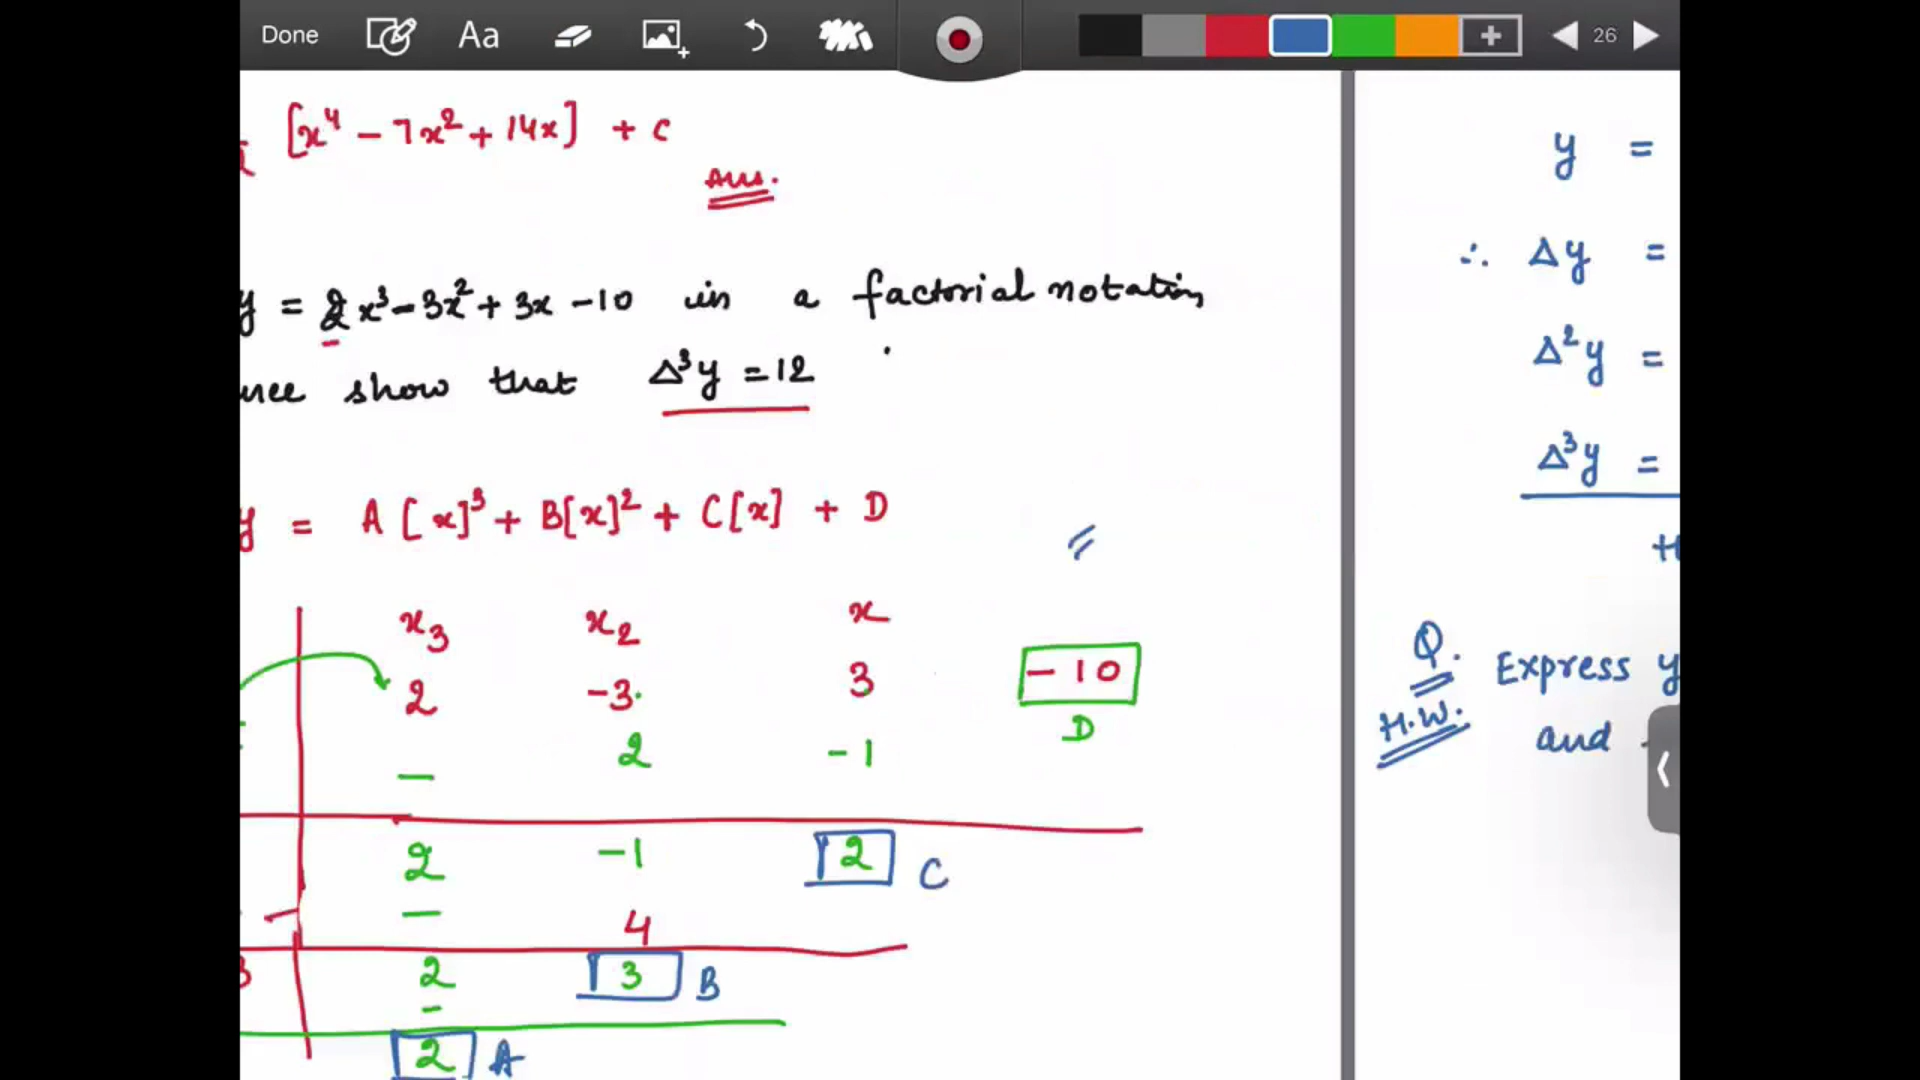 Done Aa 26
[x⁴ - 7x² + 14x] + C
Ans.
y = 2x³ - 3x² + 3x - 10 in a factorial notation
show that Δ³y = 12
y = A[x]³ + B[x]² + C[x] + D
x3 x2 x
2 -3 3 -10
D
- 2 -1
2 -1 2 C
- 4
3 2 3 B
-
2 A
y =
∴ Δy =
Δ²y =
Δ³y =
Q. Express y
H.W. and